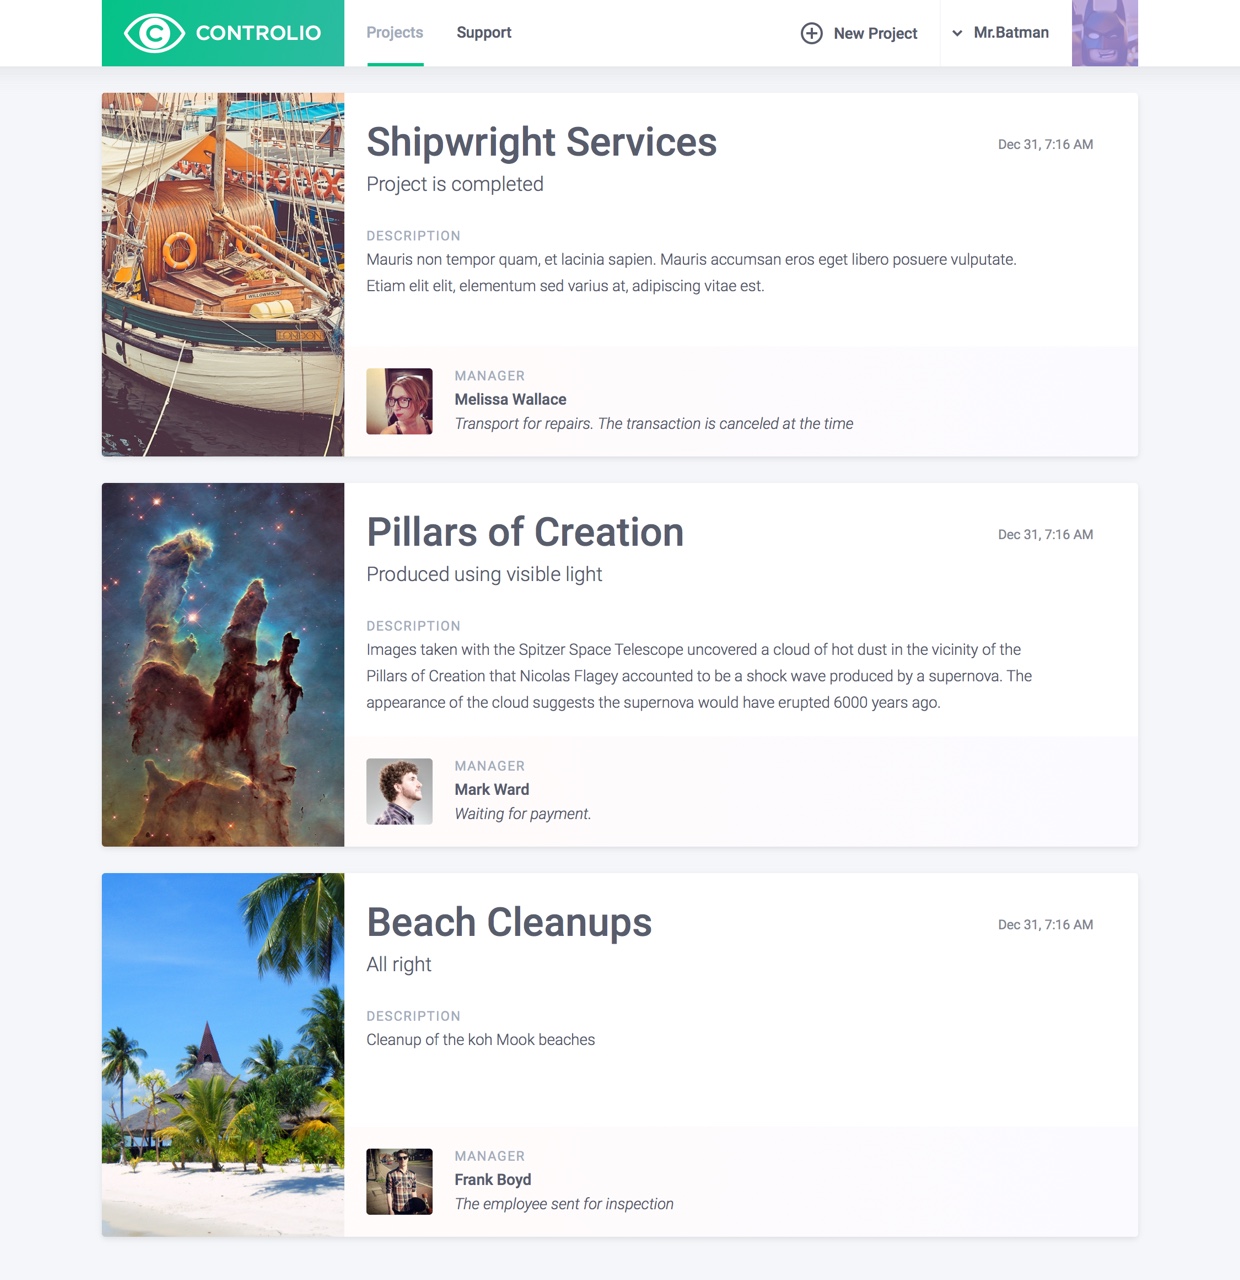 CONTROLIO
Projects
Support
New Project
Mr.Batman
Shipwright Services
Dec 31, 7:16 AM
Project is completed
DESCRIPTION
Mauris non tempor quam, et lacinia sapien. Mauris accumsan eros eget libero posuere vulputate.
Etiam elit elit, elementum sed varius at, adipiscing vitae est.
WILLOWMOON
LONDON
MANAGER
Melissa Wallace
Transport for repairs. The transaction is canceled at the time
Pillars of Creation
Dec 31, 7:16 AM
Produced using visible light
DESCRIPTION
Images taken with the Spitzer Space Telescope uncovered a cloud of hot dust in the vicinity of the
Pillars of Creation that Nicolas Flagey accounted to be a shock wave produced by a supernova. The
appearance of the cloud suggests the supernova would have erupted 6000 years ago.
MANAGER
Mark Ward
Waiting for payment.
Beach Cleanups
Dec 31, 7:16 AM
All right
DESCRIPTION
Cleanup of the koh Mook beaches
MANAGER
Frank Boyd
The employee sent for inspection